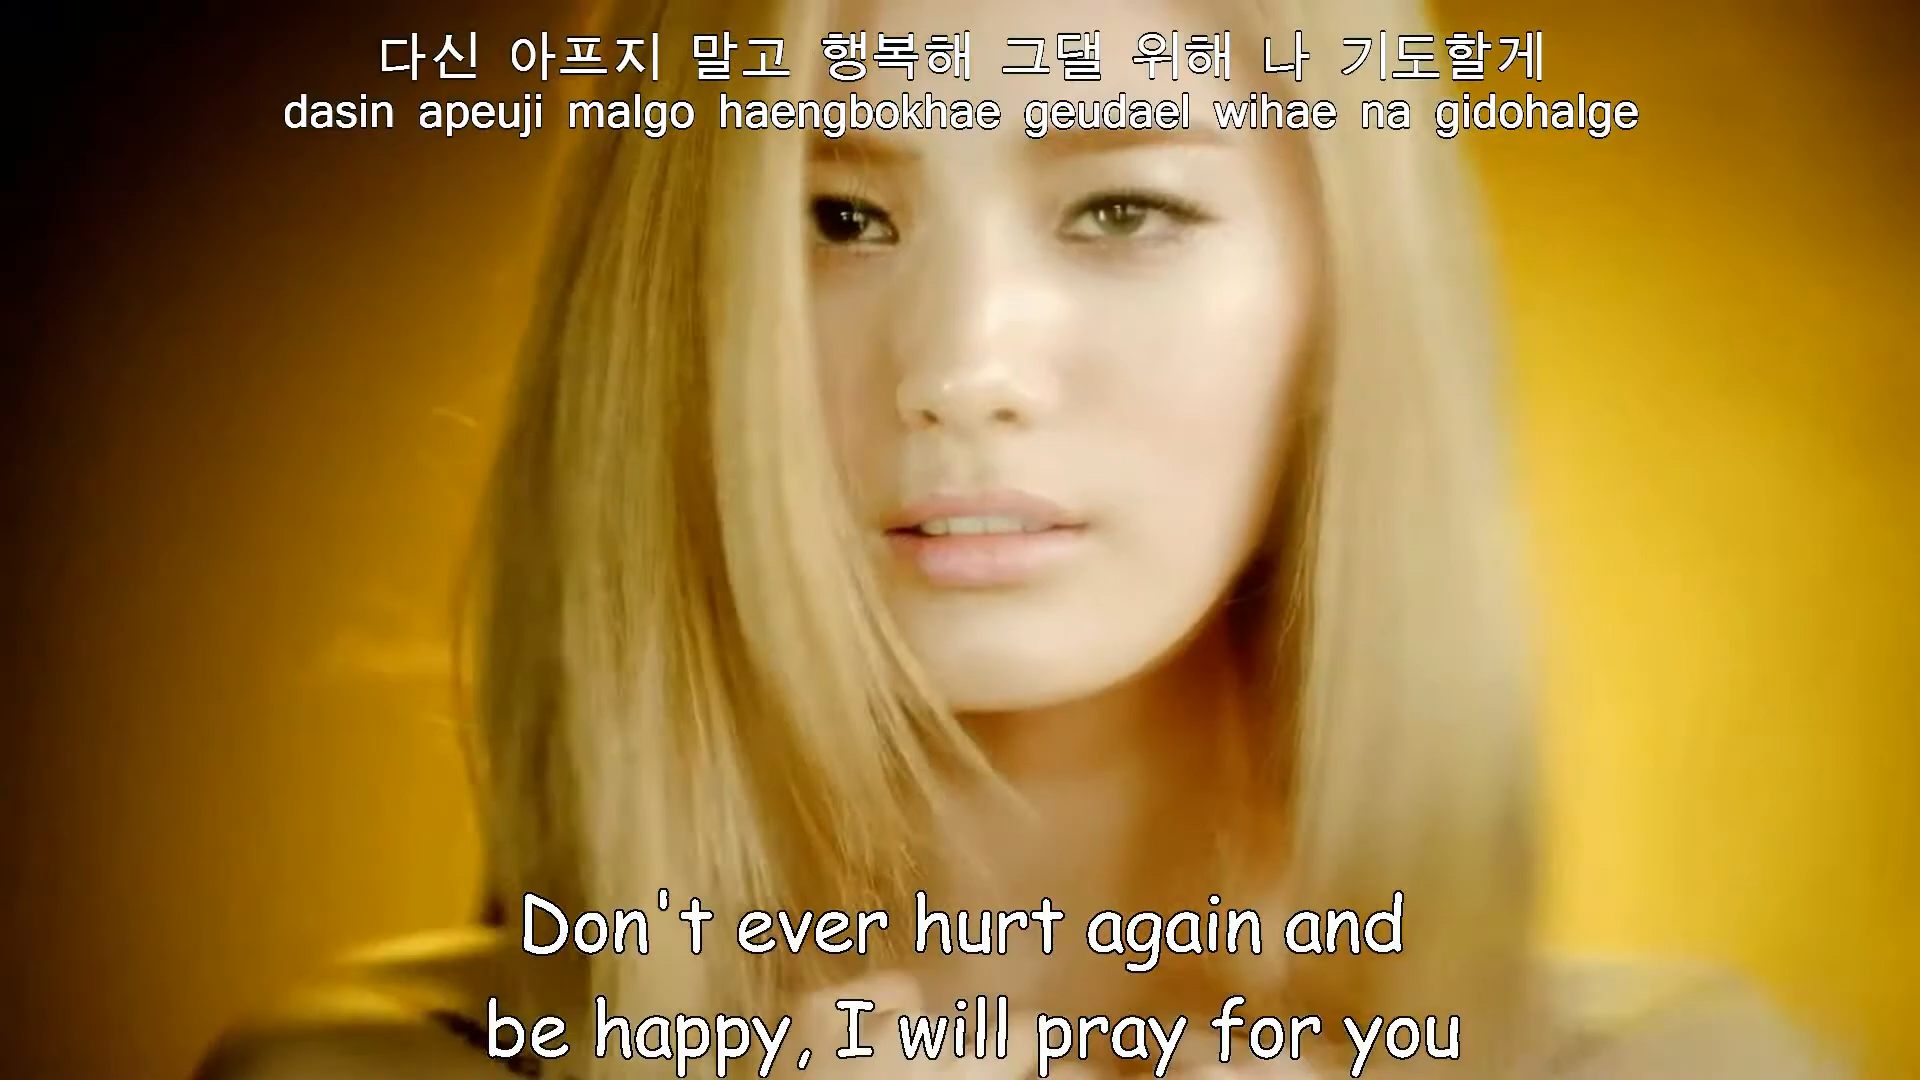 다신 아프지 말고 행복해 그댈 위해 나 기도할게
dasin apeuji malgo haengbokhae geudael wihae na gidohalge
Don't ever hurt again and
be happy, I will pray for you